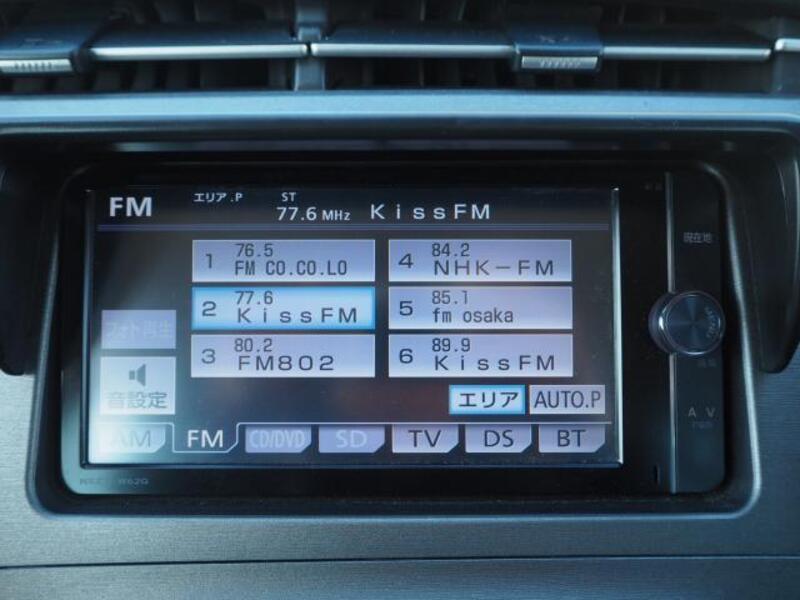 FM エリア.P ST
77.6 MHz KissFM
現在地
1 76.5 FM CO.CO.LO
4 84.2 NHK-FM
2 77.6 KissFM
5 85.1 fm osaka
3 80.2 FM802
6 89.9 KissFM
フォト再生
音設定
エリア AUTO.P
AM FM CD/DVD SD TV DS BT
A V